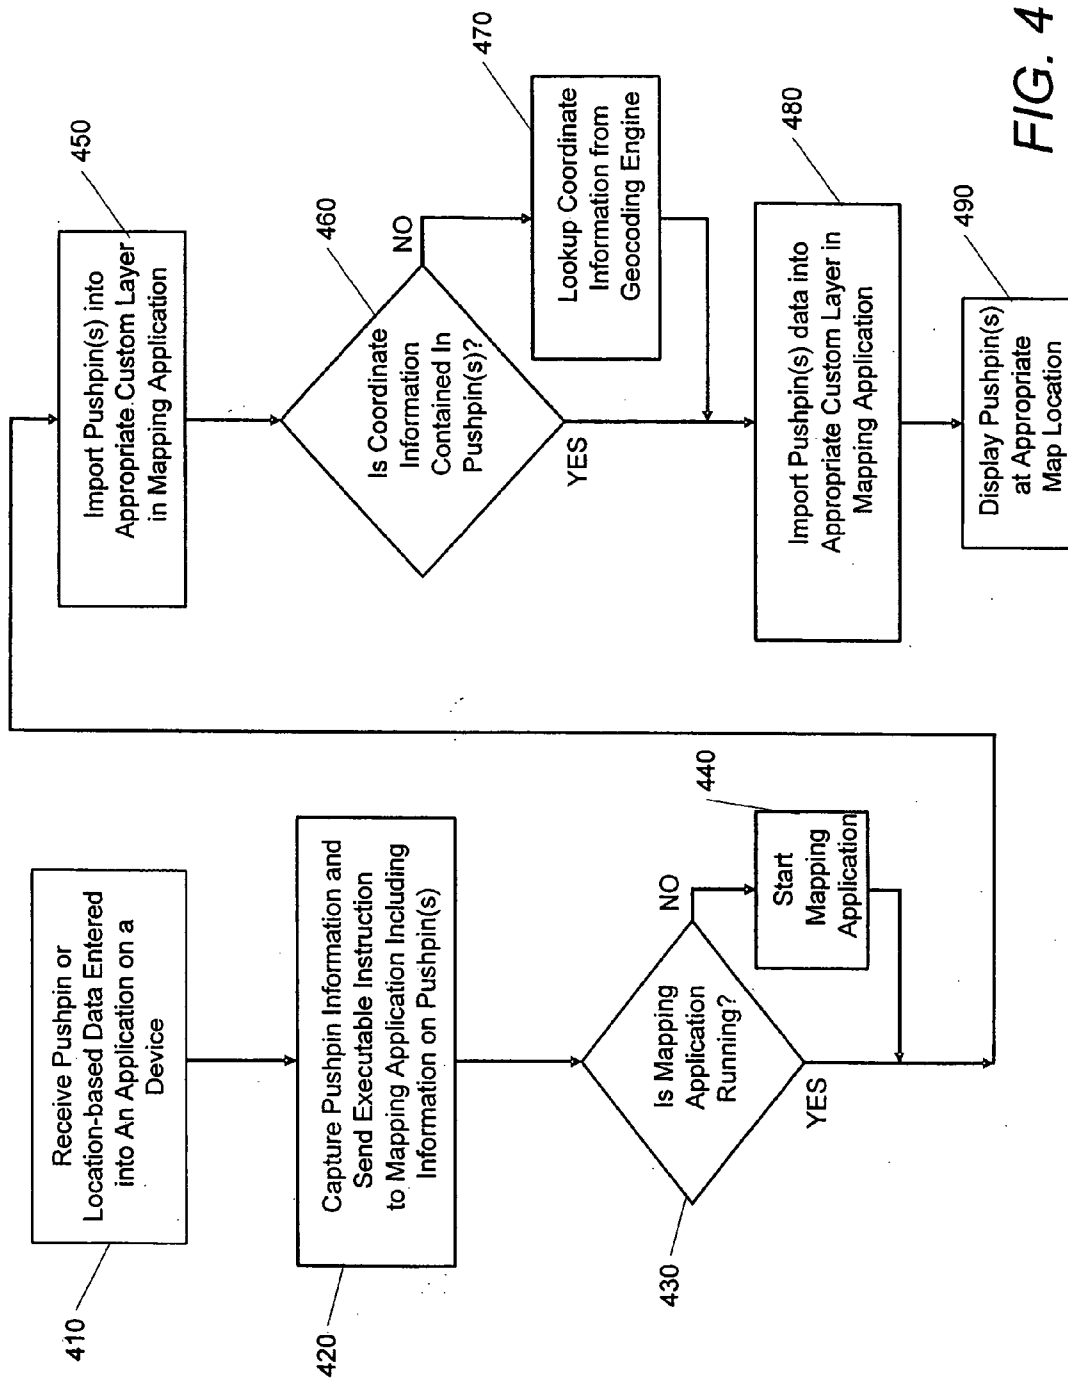 410
Receive Pushpin or
Location-based Data Entered
into An Application on a
Device
420
Capture Pushpin Information and
Send Executable Instruction
to Mapping Application Including
Information on Pushpin(s)
430
Is Mapping
Application
Running?
NO
YES
440
Start
Mapping
Application
450
Import Pushpin(s) into
Appropriate Custom Layer
in Mapping Application
460
Is Coordinate
Information
Contained In
Pushpin(s)?
NO
YES
470
Lookup Coordinate
Information from
Geocoding Engine
480
Import Pushpin(s) data into
Appropriate Custom Layer in
Mapping Application
490
Display Pushpin(s)
at Appropriate
Map Location
FIG. 4